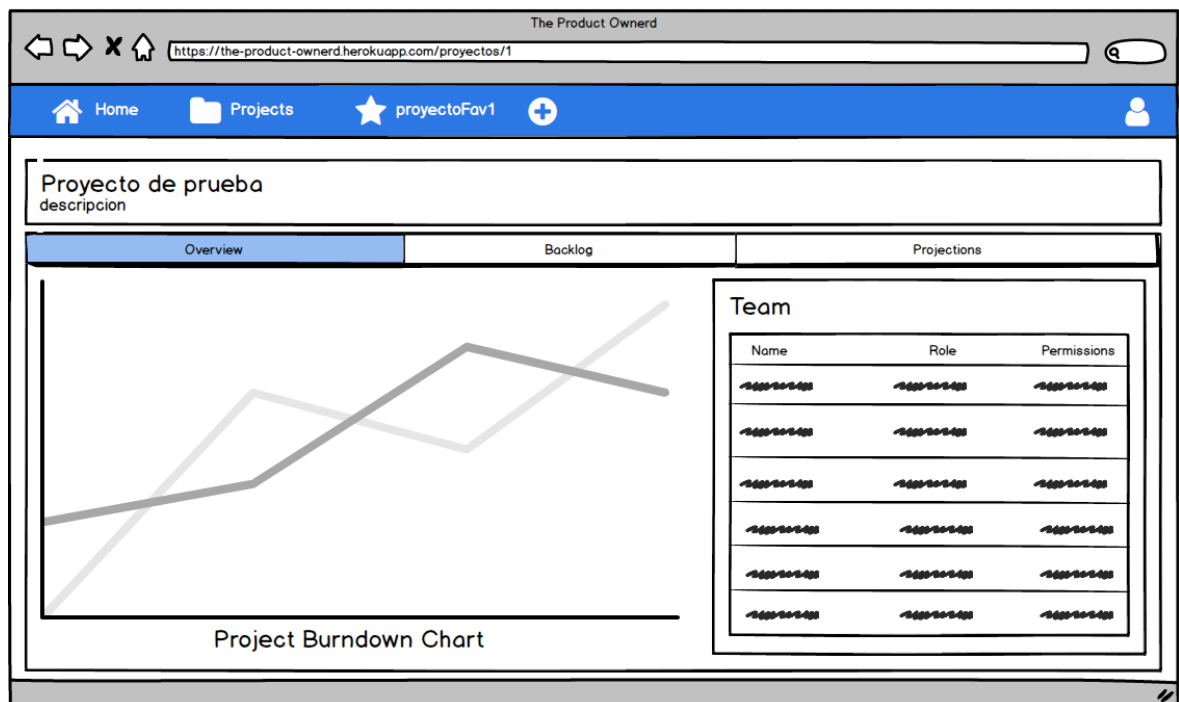 The Product Ownerd
https://the-product-ownerd.herokuapp.com/proyectos/1
Home Projects proyectoFav1
Proyecto de prueba
descripcion
Overview Backlog Projections
Team
Name Role Permissions
Project Burndown Chart